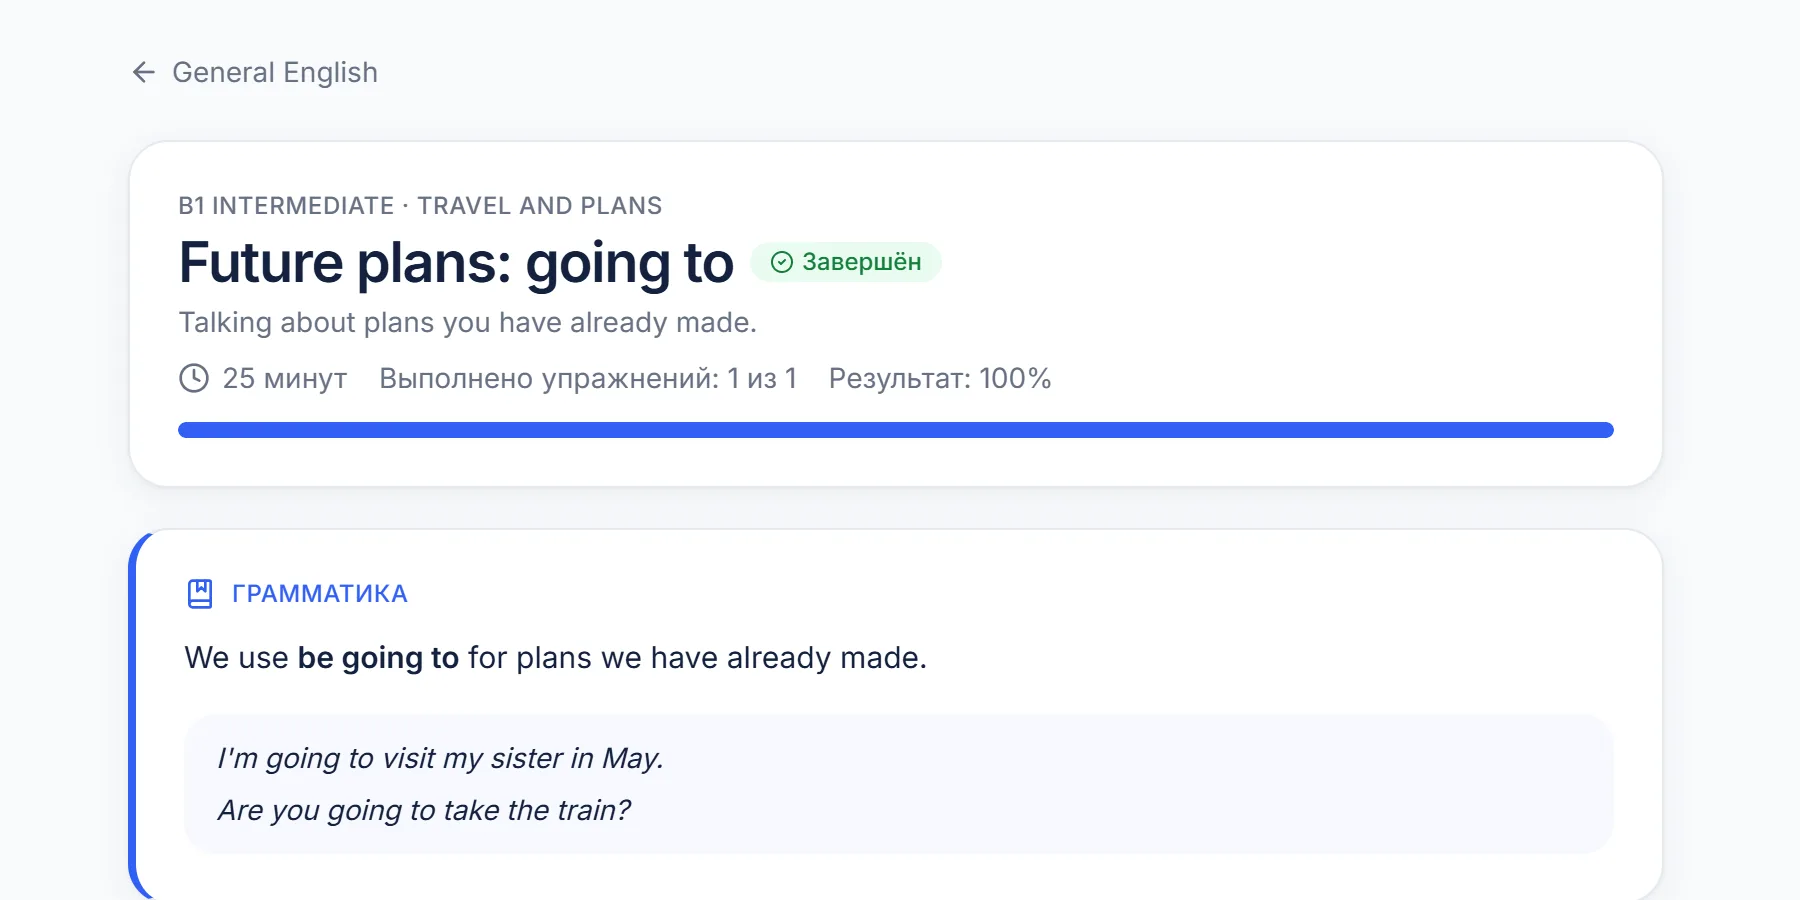 General English
B1 INTERMEDIATE · TRAVEL AND PLANS
Future plans: going to Завершён
Talking about plans you have already made.
25 минут Выполнено упражнений: 1 из 1 Результат: 100%
ГРАММАТИКА
We use be going to for plans we have already made.
I'm going to visit my sister in May.
Are you going to take the train?